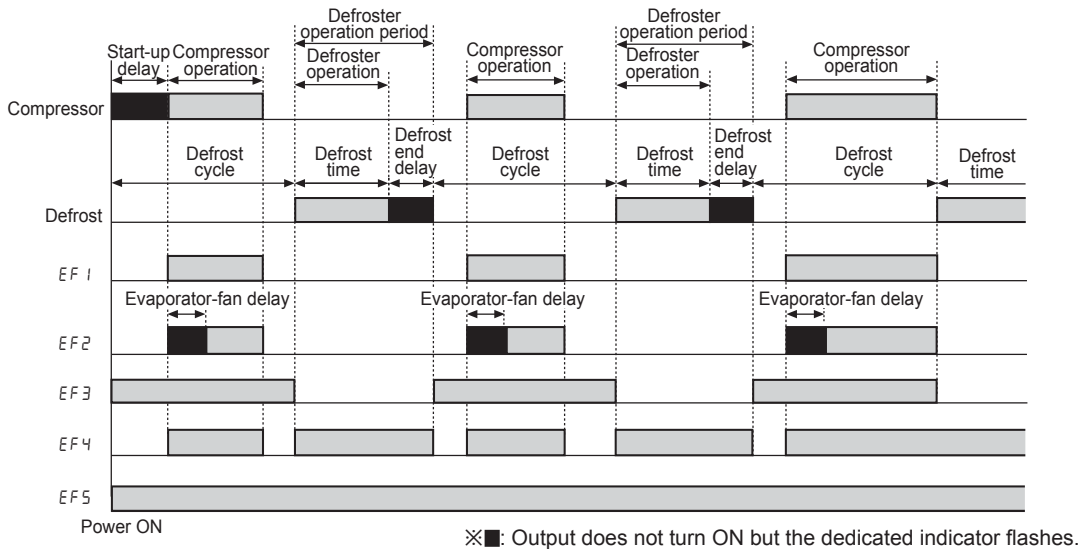 Defroster
operation period
Defroster
operation period
Start-up
delay
Compressor
operation
Defroster
operation
Compressor
operation
Defroster
operation
Compressor
operation
Compressor
Defrost
cycle
Defrost
time
Defrost
end
delay
Defrost
cycle
Defrost
time
Defrost
end
delay
Defrost
cycle
Defrost
time
Defrost
EF1
Evaporator-fan delay
Evaporator-fan delay
Evaporator-fan delay
EF2
EF3
EF4
EF5
Power ON
※■: Output does not turn ON but the dedicated indicator flashes.